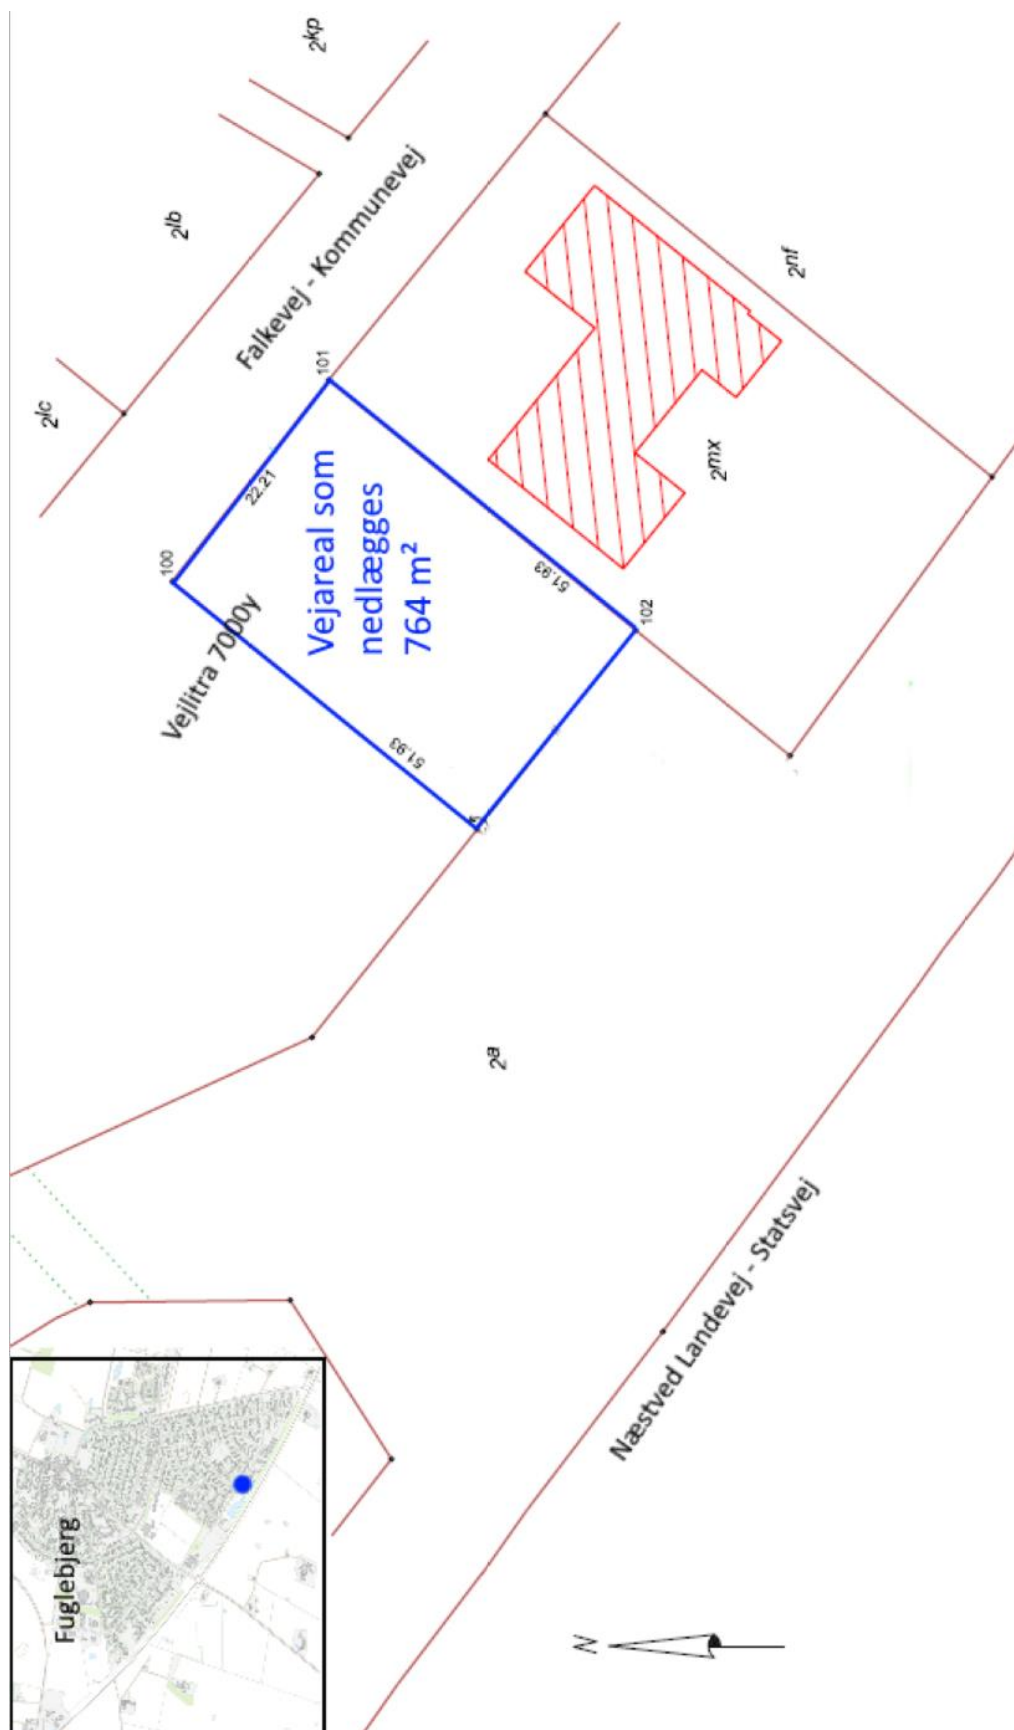 2kp
2lb
2lc
Falkevej - Kommunevej
101
100
22.21
Vejareal som
nedlægges
764 m²
Vejlitra 7000y
51.93
51.93
102
2nf
2mx
2a
Næstved Landevej - Statsvej
Fuglebjerg
N